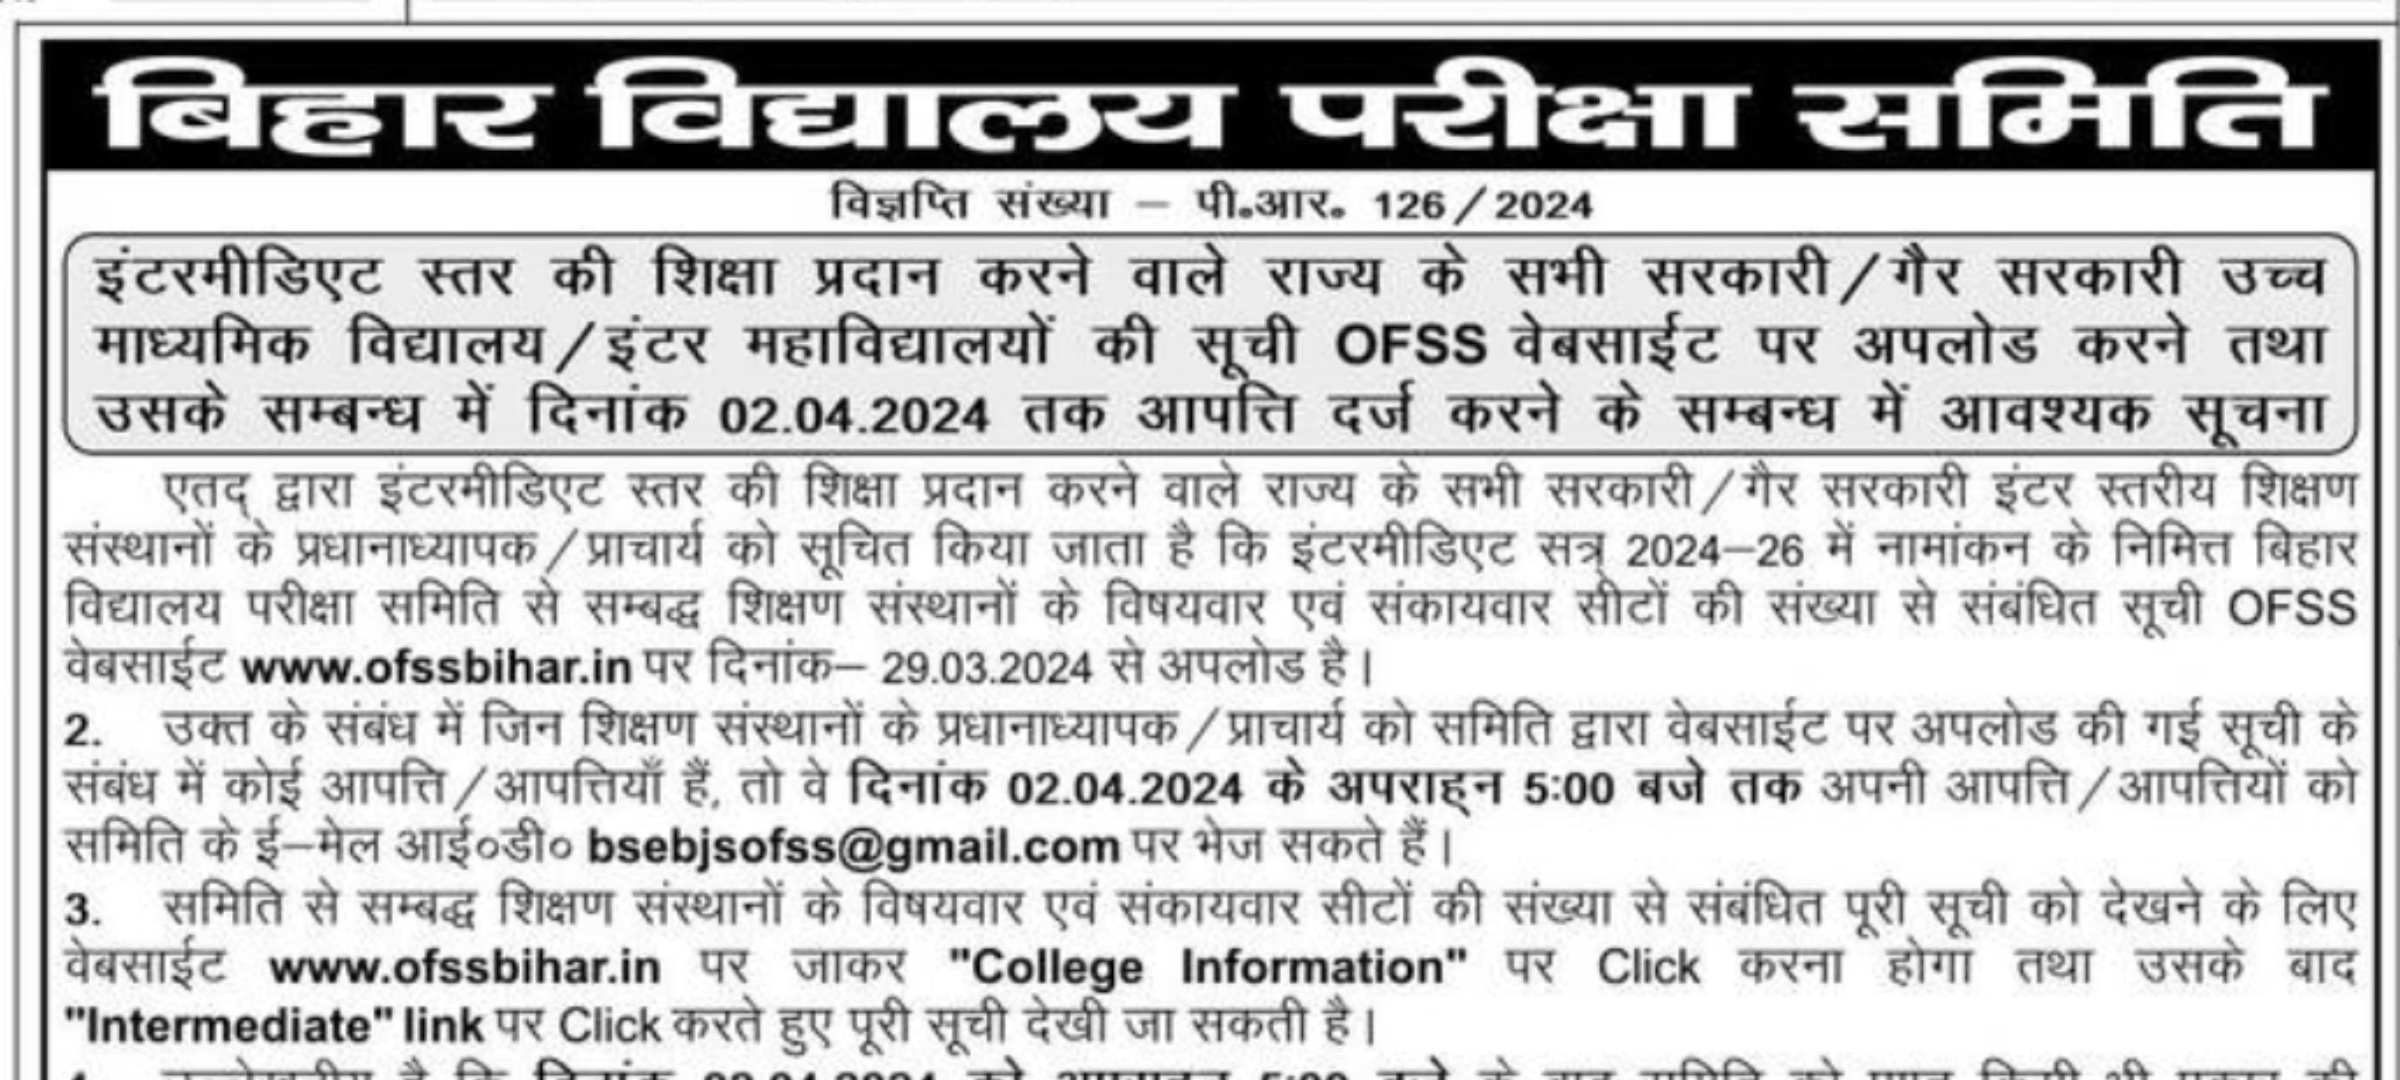 बिहार विद्यालय परीक्षा समिति
विज्ञप्ति संख्या – पी॰आर॰ 126/2024
इंटरमीडिएट स्तर की शिक्षा प्रदान करने वाले राज्य के सभी सरकारी/गैर सरकारी उच्च
माध्यमिक विद्यालय/इंटर महाविद्यालयों की सूची OFSS वेबसाईट पर अपलोड करने तथा
उसके सम्बन्ध में दिनांक 02.04.2024 तक आपत्ति दर्ज करने के सम्बन्ध में आवश्यक सूचना
एतद् द्वारा इंटरमीडिएट स्तर की शिक्षा प्रदान करने वाले राज्य के सभी सरकारी/गैर सरकारी इंटर स्तरीय शिक्षण
संस्थानों के प्रधानाध्यापक/प्राचार्य को सूचित किया जाता है कि इंटरमीडिएट सत्र् 2024–26 में नामांकन के निमित्त बिहार
विद्यालय परीक्षा समिति से सम्बद्ध शिक्षण संस्थानों के विषयवार एवं संकायवार सीटों की संख्या से संबंधित सूची OFSS
वेबसाईट www.ofssbihar.in पर दिनांक– 29.03.2024 से अपलोड है।
2. उक्त के संबंध में जिन शिक्षण संस्थानों के प्रधानाध्यापक/प्राचार्य को समिति द्वारा वेबसाईट पर अपलोड की गई सूची के
संबंध में कोई आपत्ति/आपत्तियाँ हैं, तो वे दिनांक 02.04.2024 के अपराह्न 5:00 बजे तक अपनी आपत्ति/आपत्तियों को
समिति के ई–मेल आई०डी० bsebjsofss@gmail.com पर भेज सकते हैं।
3. समिति से सम्बद्ध शिक्षण संस्थानों के विषयवार एवं संकायवार सीटों की संख्या से संबंधित पूरी सूची को देखने के लिए
वेबसाईट www.ofssbihar.in पर जाकर "College Information" पर Click करना होगा तथा उसके बाद
"Intermediate" link पर Click करते हुए पूरी सूची देखी जा सकती है।